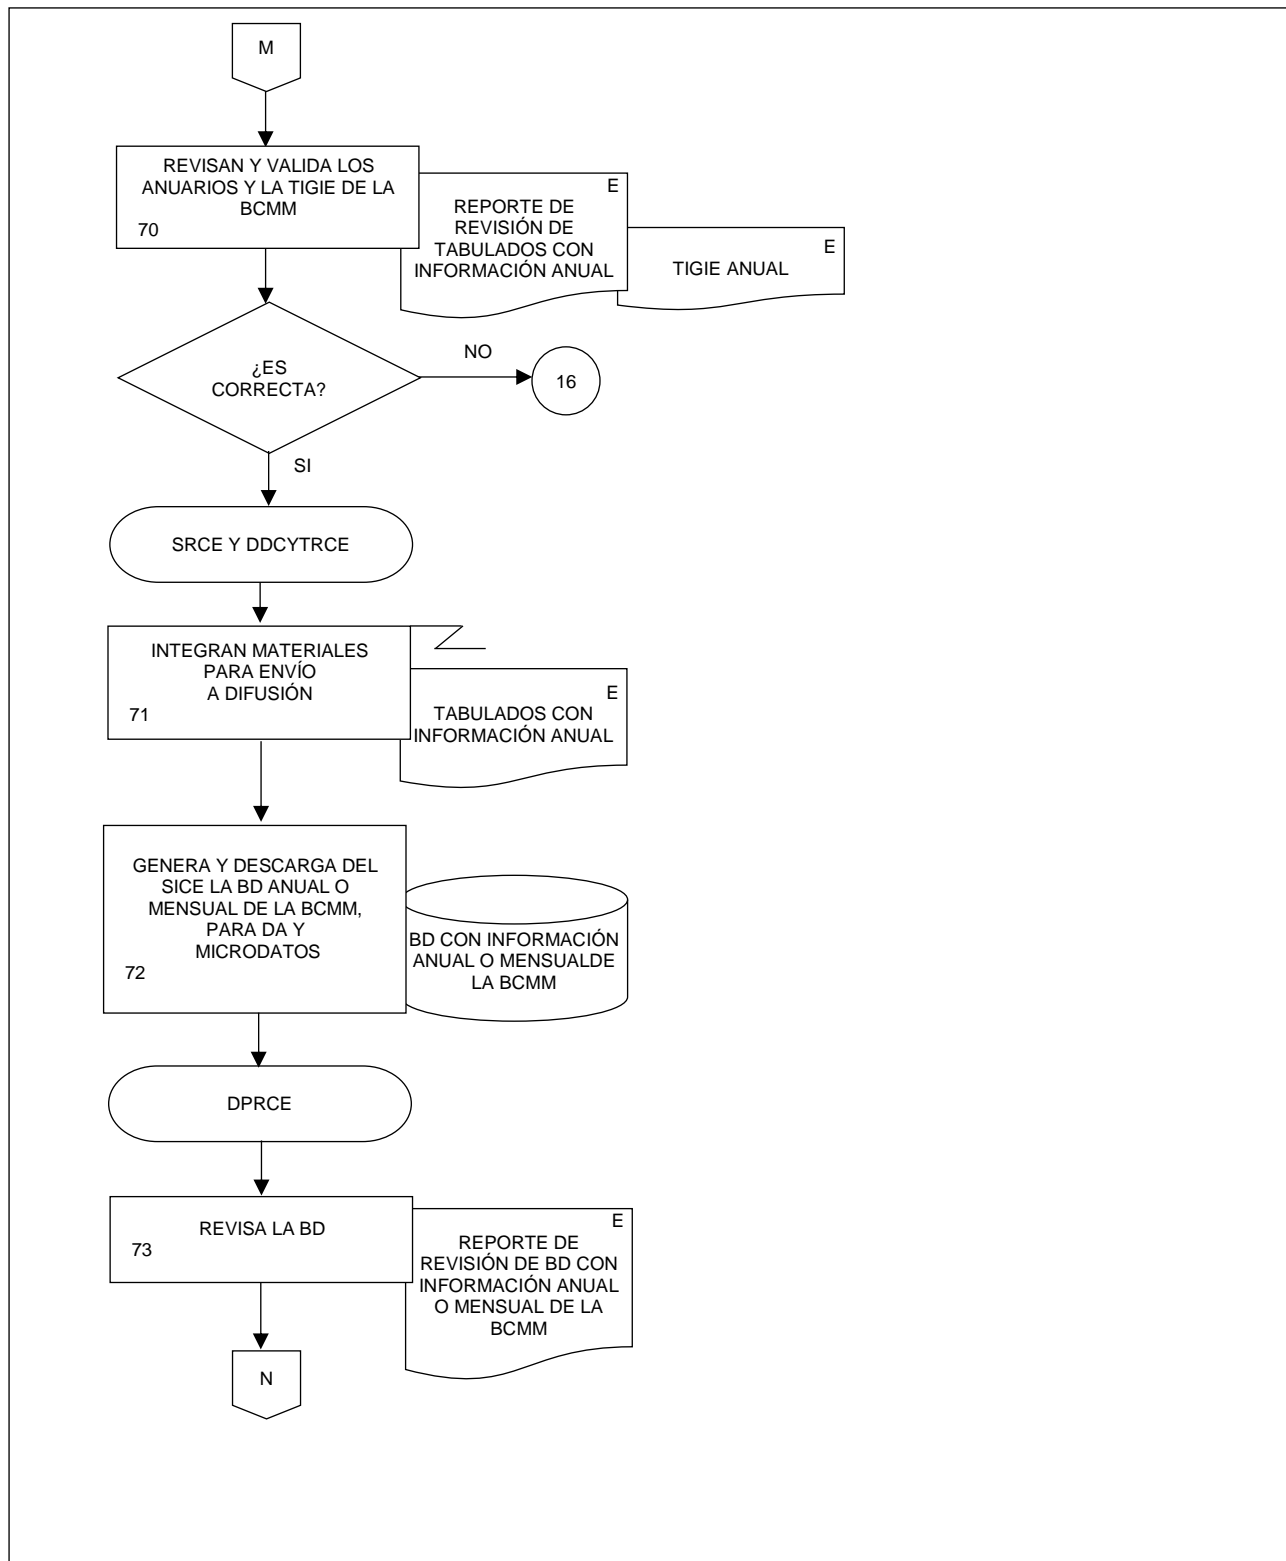 M
REVISAN Y VALIDA LOS
ANUARIOS Y LA TIGIE DE LA
BCMM
70
E
REPORTE DE
REVISIÓN DE
TABULADOS CON
INFORMACIÓN ANUAL
E
TIGIE ANUAL
¿ES
CORRECTA?
NO
16
SI
SRCE Y DDCYTRCE
INTEGRAN MATERIALES
PARA ENVÍO
A DIFUSIÓN
71
E
TABULADOS CON
INFORMACIÓN ANUAL
GENERA Y DESCARGA DEL
SICE LA BD ANUAL O
MENSUAL DE LA BCMM,
PARA DA Y
MICRODATOS
72
BD CON INFORMACIÓN
ANUAL O MENSUALDE
LA BCMM
DPRCE
REVISA LA BD
73
E
REPORTE DE
REVISIÓN DE BD CON
INFORMACIÓN ANUAL
O MENSUAL DE LA
BCMM
N